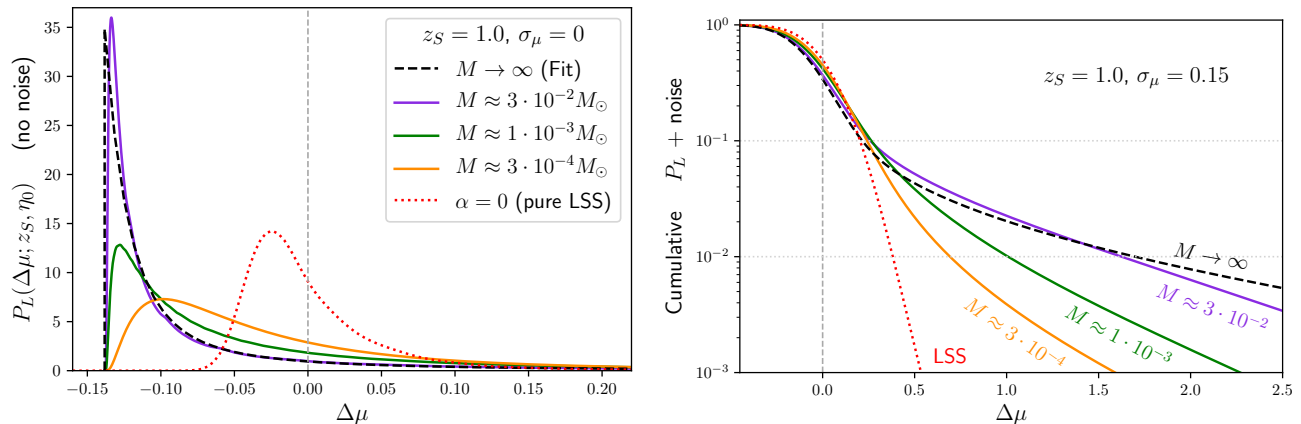 35
30
25
20
15
10
5
0
P_L(Δμ; z_S, η_0) (no noise)
z_S = 1.0, σ_μ = 0
M → ∞ (Fit)
M ≈ 3 · 10^{-2} M_⊙
M ≈ 1 · 10^{-3} M_⊙
M ≈ 3 · 10^{-4} M_⊙
α = 0 (pure LSS)
−0.15 −0.10 −0.05 0.00 0.05 0.10 0.15 0.20
Δμ
10^0
10^{−1}
10^{−2}
10^{−3}
Cumulative P_L + noise
z_S = 1.0, σ_μ = 0.15
M → ∞
M ≈ 3 · 10^{-2}
M ≈ 1 · 10^{-3}
M ≈ 3 · 10^{-4}
LSS
0.0 0.5 1.0 1.5 2.0 2.5
Δμ